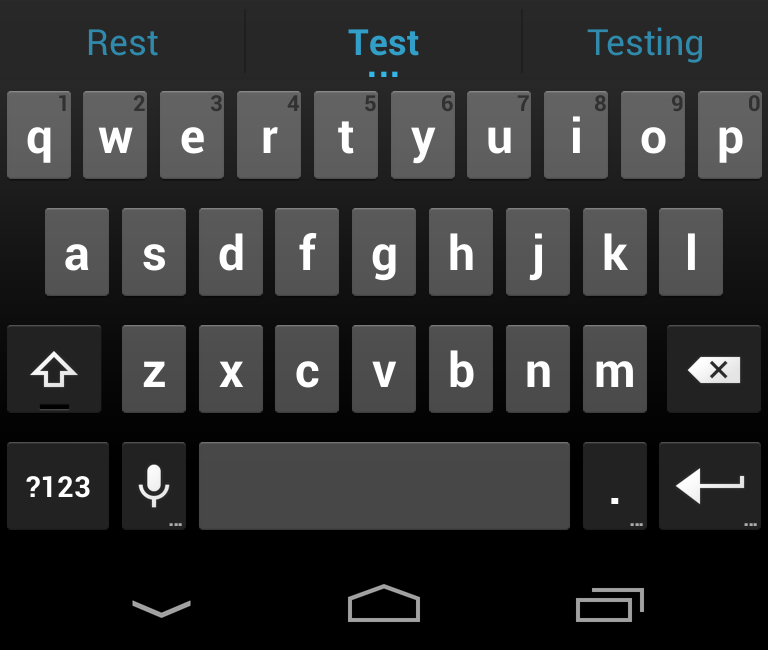 Rest Test Testing
1 2 3 4 5 6 7 8 9 0
q w e r t y u i o p
a s d f g h j k l
z x c v b n m
?123 .